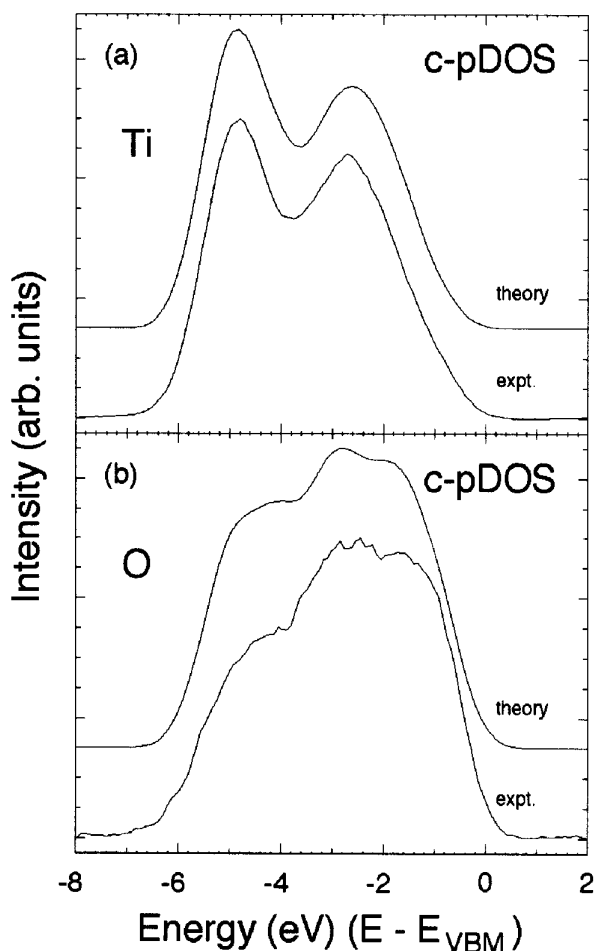 (a)
c-pDOS
Ti
theory
expt.
(b)
c-pDOS
O
theory
expt.
Intensity (arb. units)
-8 -6 -4 -2 0 2
Energy (eV) (E - E_VBM)